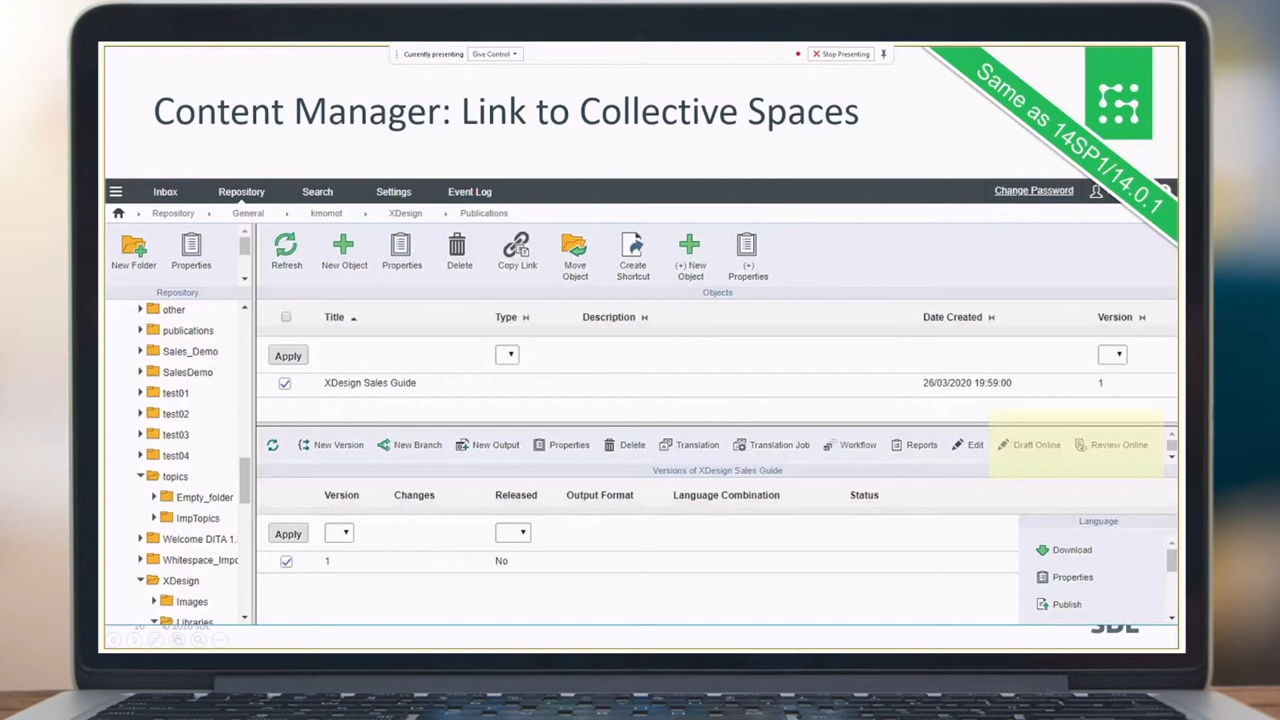 Currently presenting Give Control
Stop Presenting
Content Manager: Link to Collective Spaces
Same as 14SP1/14.0.1
Inbox Repository Search Settings Event Log Change Password
Repository General kmomot XDesign Publications
New Folder Properties
Refresh New Object Properties Delete Copy Link Move Object Create Shortcut (+) New Object (+) Properties
Repository
Objects
Title Type Description Date Created Version
Apply
XDesign Sales Guide 26/03/2020 19:59:00 1
other
publications
Sales_Demo
SalesDemo
test01
test02
test03
test04
topics
Empty_folder
ImpTopics
Welcome DITA 1.
Whitespace_Impo
XDesign
Images
Libraries
New Version New Branch New Output Properties Delete Translation Translation Job Workflow Reports Edit Draft Online Review Online
Versions of XDesign Sales Guide
Version Changes Released Output Format Language Combination Status
Apply
1 No
Language
Download
Properties
Publish
20 © 2020 SDL
SDL